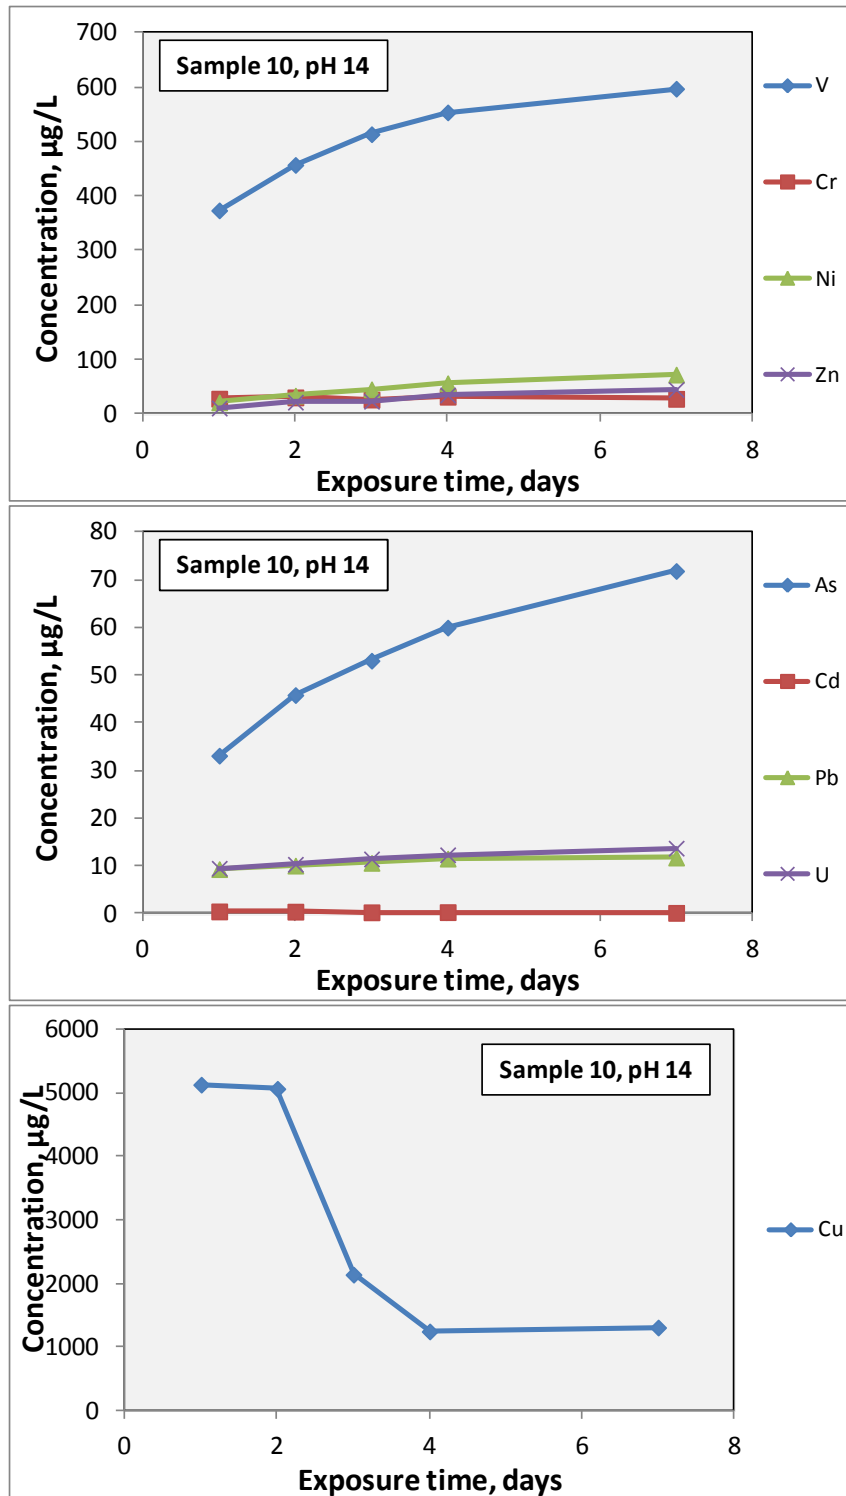 Sample 10, pH 14
Concentration, µg/L
700
600
500
400
300
200
100
0
0 2 4 6 8
Exposure time, days
V
Cr
Ni
Zn
Sample 10, pH 14
Concentration, µg/L
80
70
60
50
40
30
20
10
0
0 2 4 6 8
Exposure time, days
As
Cd
Pb
U
Sample 10, pH 14
Concentration, µg/L
6000
5000
4000
3000
2000
1000
0
0 2 4 6 8
Exposure time, days
Cu